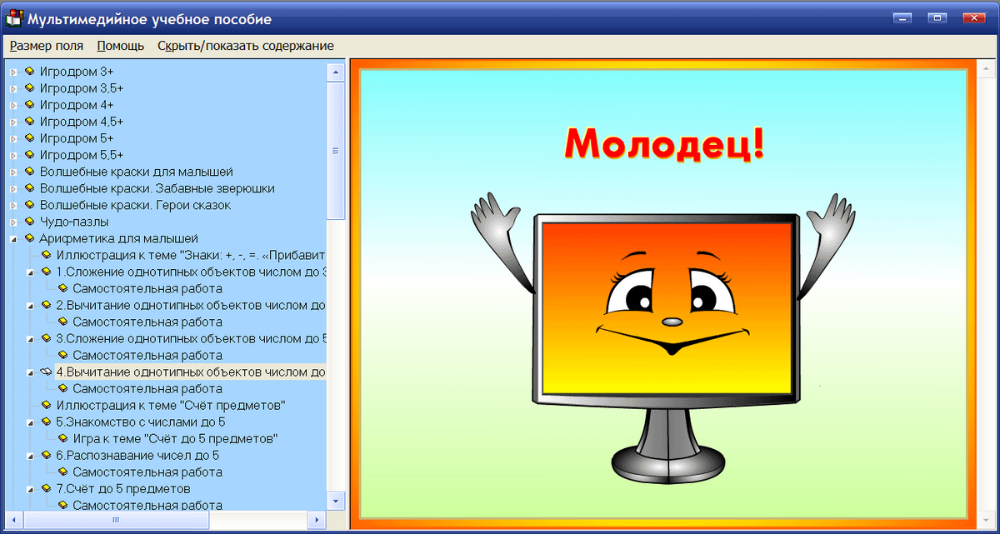 Мультимедийное учебное пособие
Размер поля Помощь Скрыть/показать содержание
Игродром 3+
Игродром 3,5+
Игродром 4+
Игродром 4,5+
Игродром 5+
Игродром 5,5+
Волшебные краски для малышей
Волшебные краски. Забавные зверюшки
Волшебные краски. Герои сказок
Чудо-пазлы
Арифметика для малышей
Иллюстрация к теме "Знаки: +, -, =. «Прибавит
1.Сложение однотипных объектов числом до 3
Самостоятельная работа
2.Вычитание однотипных объектов числом до
Самостоятельная работа
3.Сложение однотипных объектов числом до 5
Самостоятельная работа
4.Вычитание однотипных объектов числом до
Самостоятельная работа
Иллюстрация к теме "Счёт предметов"
5.Знакомство с числами до 5
Игра к теме "Счёт до 5 предметов"
6.Распознавание чисел до 5
Самостоятельная работа
7.Счёт до 5 предметов
Самостоятельная работа
Молодец!